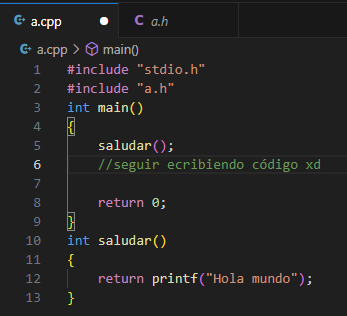 a.cpp
a.h
a.cpp > main()
1 #include "stdio.h"
2 #include "a.h"
3 int main()
4 {
5 saludar();
6 //seguir ecribiendo código xd
7
8 return 0;
9 }
10 int saludar()
11 {
12 return printf("Hola mundo");
13 }